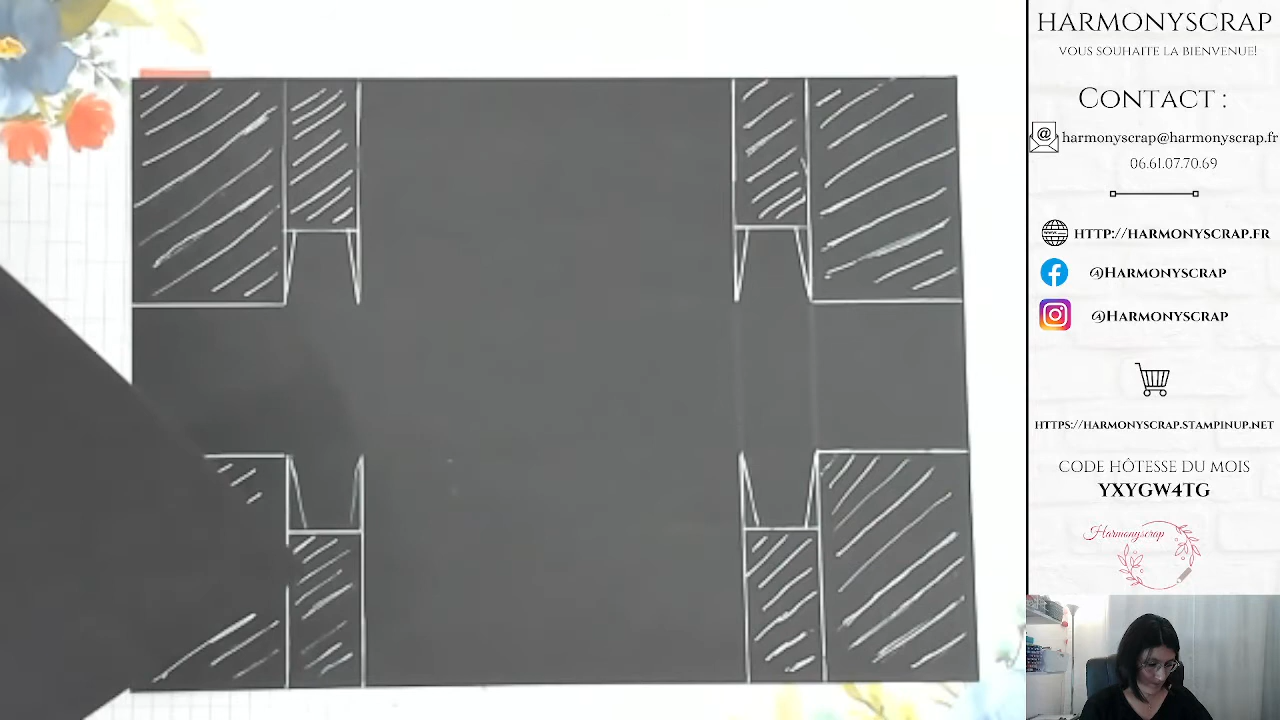 HARMONYSCRAP
VOUS SOUHAITE LA BIENVENUE!
CONTACT :
harmonyscrap@harmonyscrap.fr
06.61.07.70.69
HTTP://HARMONYSCRAP.FR
@HARMONYSCRAP
@HARMONYSCRAP
HTTPS://HARMONYSCRAP.STAMPINUP.NET
CODE HÔTESSE DU MOIS
YXYGW4TG
Harmonyscrap